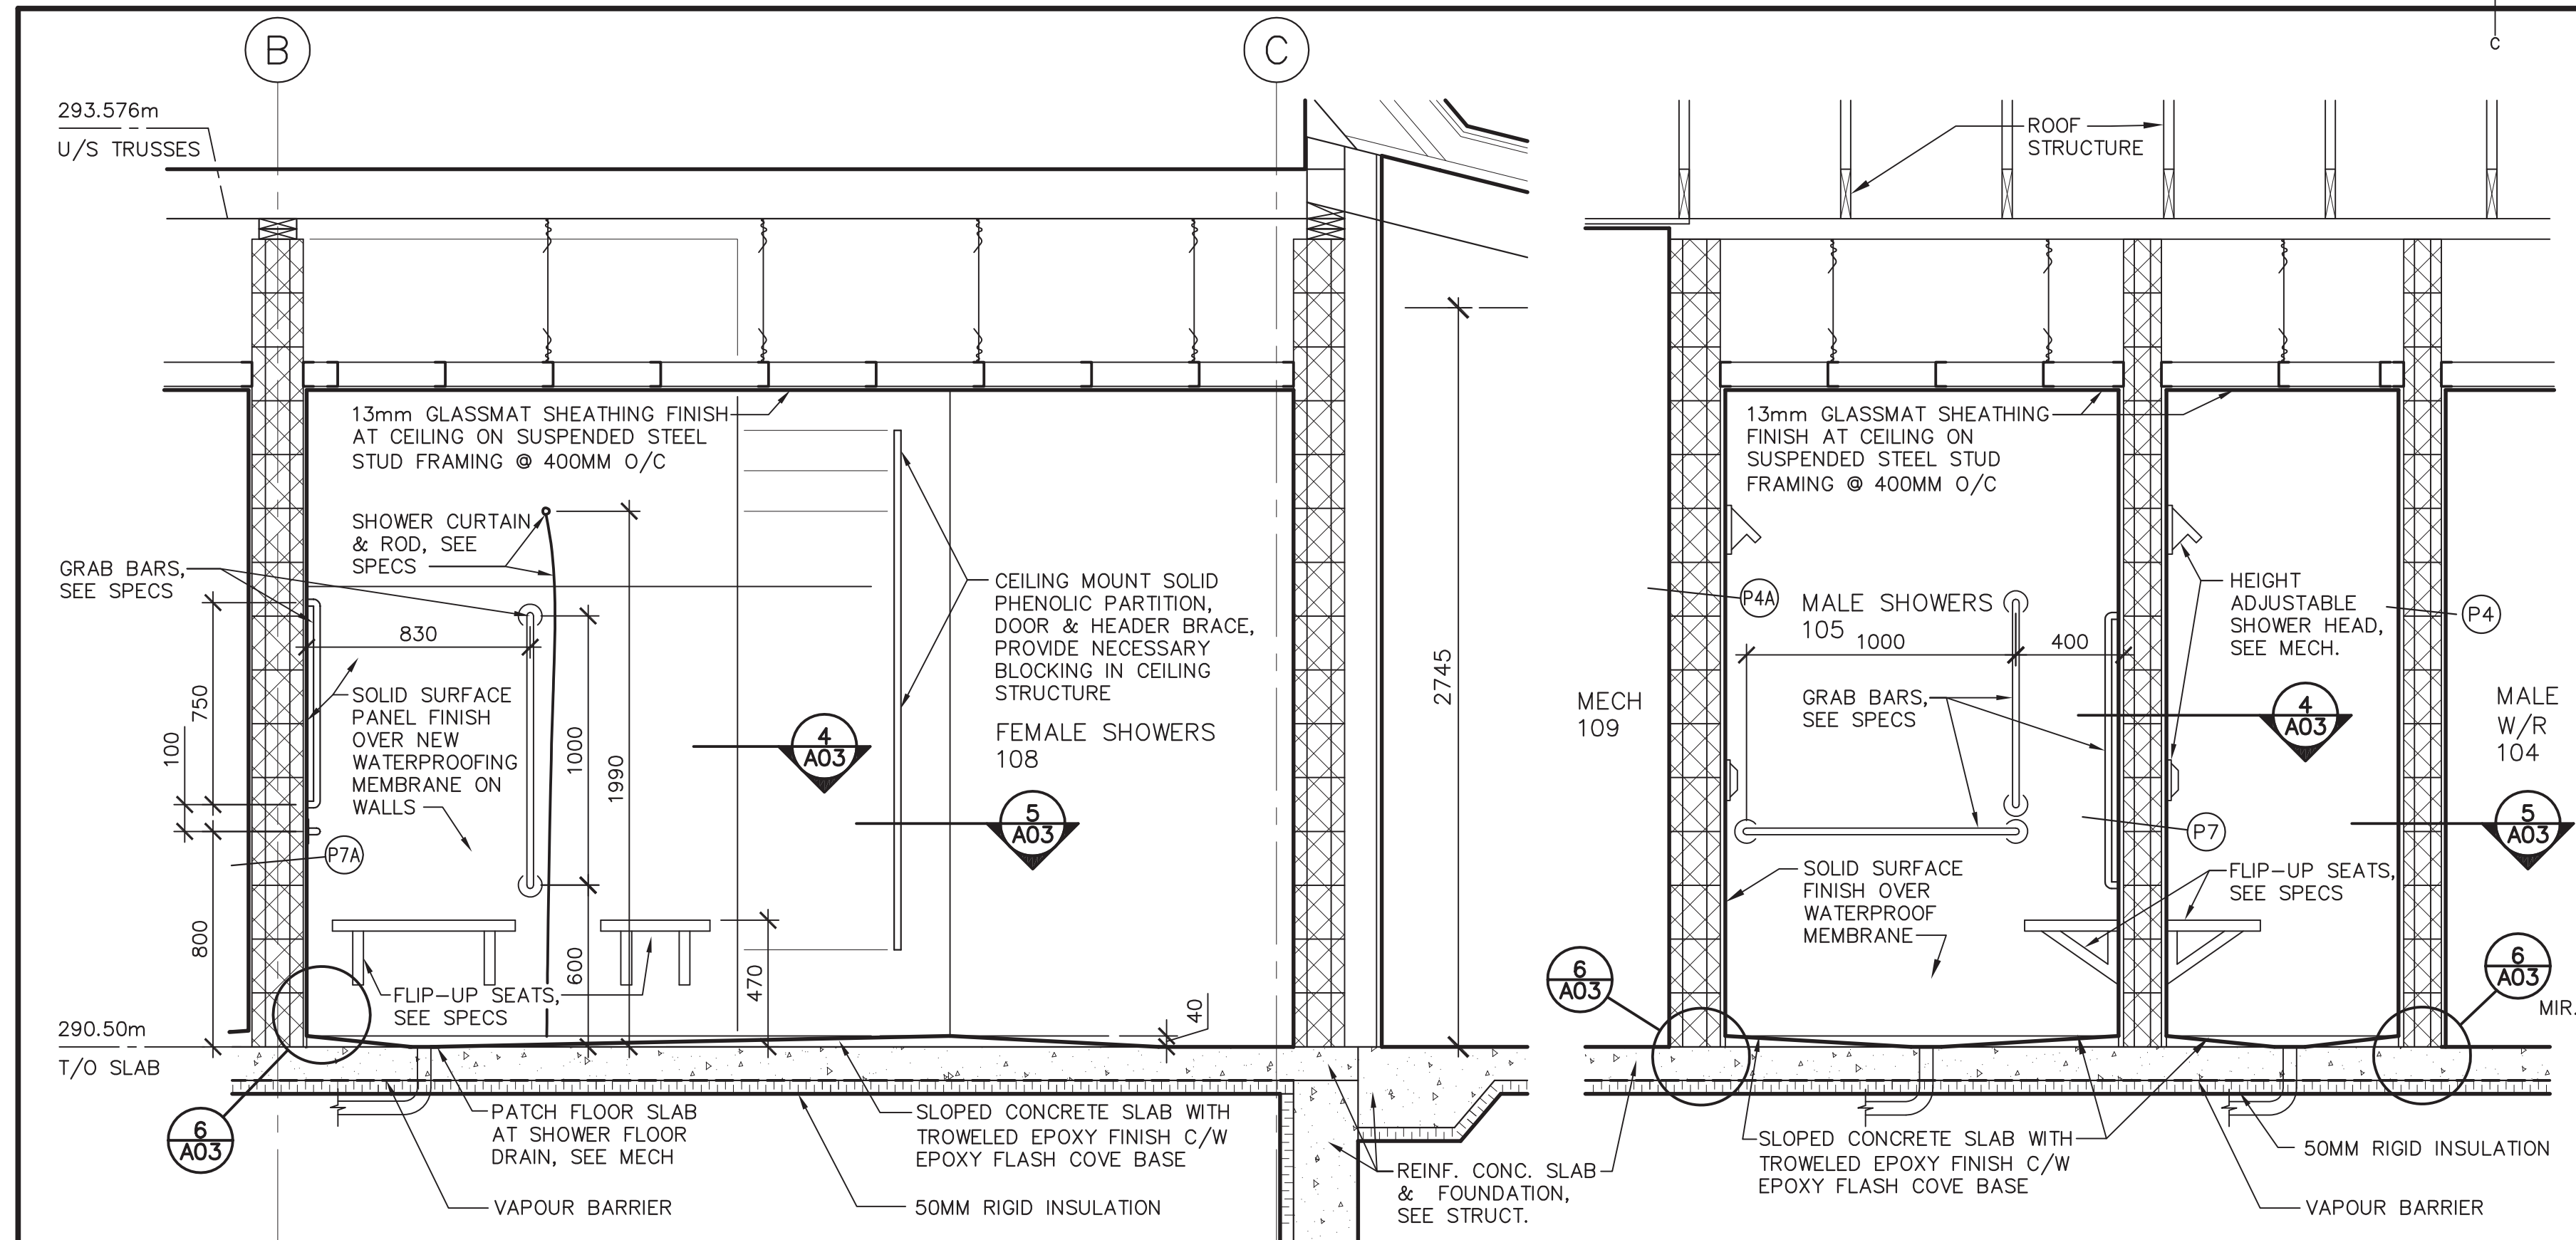 B
C
C
293.576m
U/S TRUSSES
ROOF
STRUCTURE
13mm GLASSMAT SHEATHING FINISH
AT CEILING ON SUSPENDED STEEL
STUD FRAMING @ 400MM O/C
SHOWER CURTAIN
& ROD, SEE
SPECS
GRAB BARS,
SEE SPECS
830
750
100
800
SOLID SURFACE
PANEL FINISH
OVER NEW
WATERPROOFING
MEMBRANE ON
WALLS
P7A
1000
1990
600
470
40
CEILING MOUNT SOLID
PHENOLIC PARTITION,
DOOR & HEADER BRACE,
PROVIDE NECESSARY
BLOCKING IN CEILING
STRUCTURE
FEMALE SHOWERS
108
4
A03
5
A03
FLIP-UP SEATS,
SEE SPECS
290.50m
T/O SLAB
6
A03
PATCH FLOOR SLAB
AT SHOWER FLOOR
DRAIN, SEE MECH
VAPOUR BARRIER
SLOPED CONCRETE SLAB WITH
TROWELED EPOXY FINISH C/W
EPOXY FLASH COVE BASE
50MM RIGID INSULATION
2745
REINF. CONC. SLAB
& FOUNDATION,
SEE STRUCT.
13mm GLASSMAT SHEATHING
FINISH AT CEILING ON
SUSPENDED STEEL STUD
FRAMING @ 400MM O/C
P4A
MALE SHOWERS
105
1000
400
HEIGHT
ADJUSTABLE
SHOWER HEAD,
SEE MECH.
P4
MECH
109
GRAB BARS,
SEE SPECS
4
A03
MALE
W/R
104
5
A03
P7
SOLID SURFACE
FINISH OVER
WATERPROOF
MEMBRANE
FLIP-UP SEATS,
SEE SPECS
6
A03
6
A03
MIR.
SLOPED CONCRETE SLAB WITH
TROWELED EPOXY FINISH C/W
EPOXY FLASH COVE BASE
50MM RIGID INSULATION
VAPOUR BARRIER